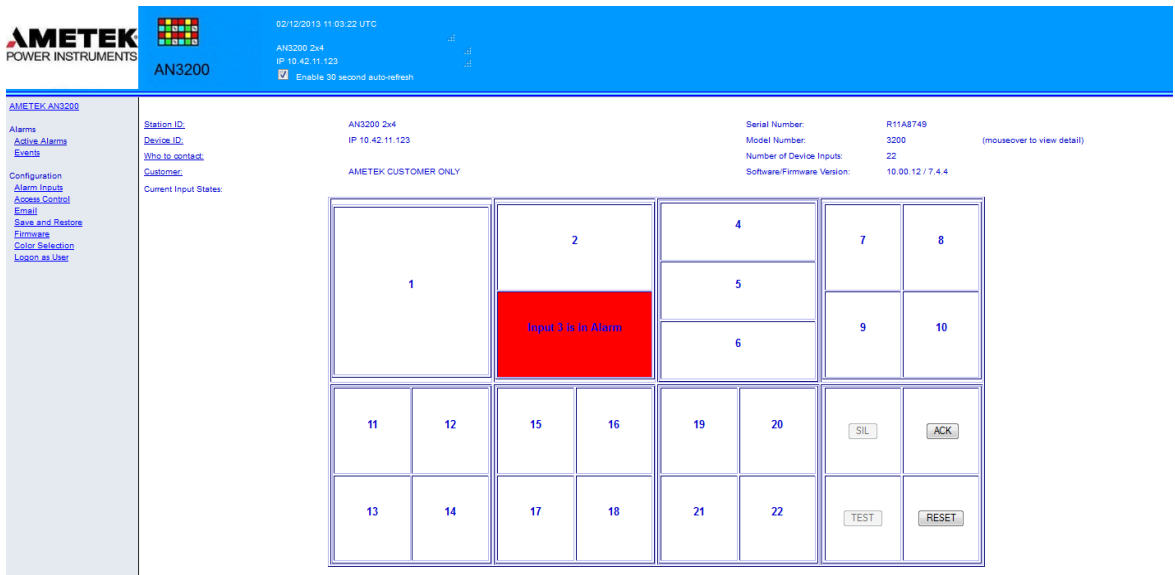 AMETEK
POWER INSTRUMENTS
AN3200
02/12/2013 11:03:22 UTC
AN3200 2x4
IP 10.42.11.123
Enable 30 second auto-refresh
AMETEK AN3200
Alarms
Active Alarms
Events
Configuration
Alarm Inputs
Access Control
Email
Save and Restore
Firmware
Color Selection
Logon as User
Station ID: AN3200 2x4 Serial Number: R11A8749
Device ID: IP 10.42.11.123 Model Number: 3200 (mouseover to view detail)
Who to contact: Number of Device Inputs: 22
Customer: AMETEK CUSTOMER ONLY Software/Firmware Version: 10.00.12 / 7.4.4
Current Input States:
1
2
Input 3 is in Alarm
4
5
6
7 8
9 10
11 12 15 16 19 20 SIL ACK
13 14 17 18 21 22 TEST RESET